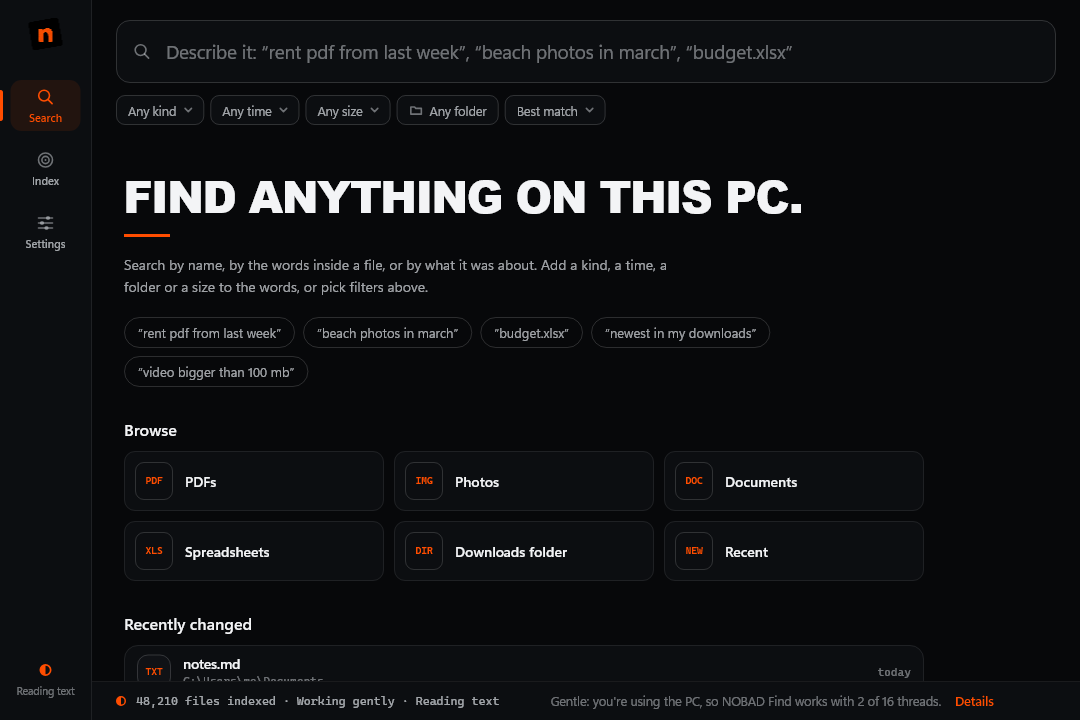 n
Describe it: “rent pdf from last week”, “beach photos in march”, “budget.xlsx”
Any kind
Any time
Any size
Any folder
Best match
Search
Index
Settings
FIND ANYTHING ON THIS PC.
Search by name, by the words inside a file, or by what it was about. Add a kind, a time, a
folder or a size to the words, or pick filters above.
“rent pdf from last week”
“beach photos in march”
“budget.xlsx”
“newest in my downloads”
“video bigger than 100 mb”
Browse
PDF PDFs
IMG Photos
DOC Documents
XLS Spreadsheets
DIR Downloads folder
NEW Recent
Recently changed
TXT notes.md
C:\Users\me\Documents
today
Reading text
48,210 files indexed · Working gently · Reading text
Gentle: you're using the PC, so NOBAD Find works with 2 of 16 threads.
Details